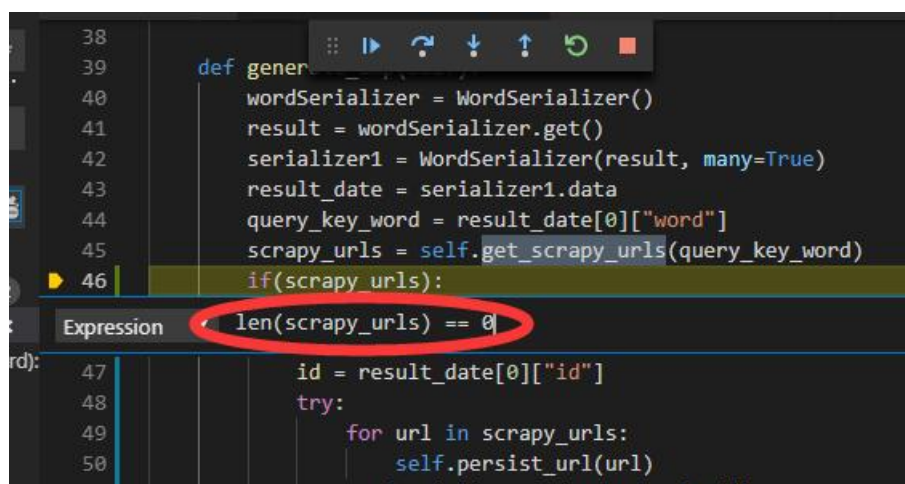 38
39 def gener
40 wordSerializer = WordSerializer()
41 result = wordSerializer.get()
42 serializer1 = WordSerializer(result, many=True)
43 result_date = serializer1.data
44 query_key_word = result_date[0]["word"]
45 scrapy_urls = self.get_scrapy_urls(query_key_word)
46 if(scrapy_urls):
Expression len(scrapy_urls) == 0
rd):
47 id = result_date[0]["id"]
48 try:
49 for url in scrapy_urls:
50 self.persist_url(url)